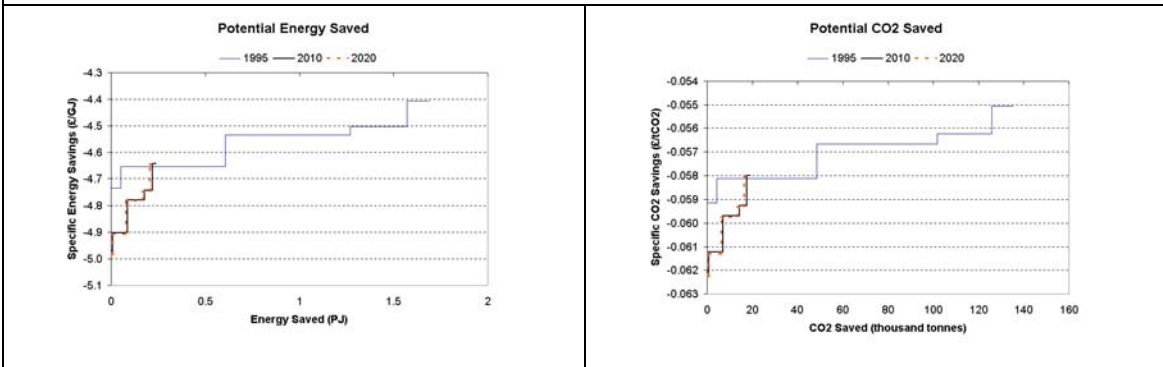 Potential Energy Saved
1995 2010 2020
Specific Energy Savings (£/GJ)
-4.3
-4.4
-4.5
-4.6
-4.7
-4.8
-4.9
-5.0
-5.1
0 0.5 1 1.5 2
Energy Saved (PJ)
Potential CO2 Saved
1995 2010 2020
Specific CO2 Savings (£/tCO2)
-0.054
-0.055
-0.056
-0.057
-0.058
-0.059
-0.060
-0.061
-0.062
-0.063
0 20 40 60 80 100 120 140 160
CO2 Saved (thousand tonnes)